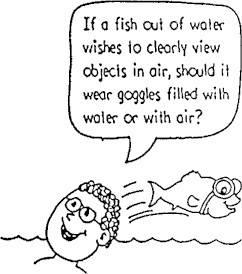 If a fish out of water
wishes to clearly view
objects in air, should it
wear goggles filled with
water or with air?